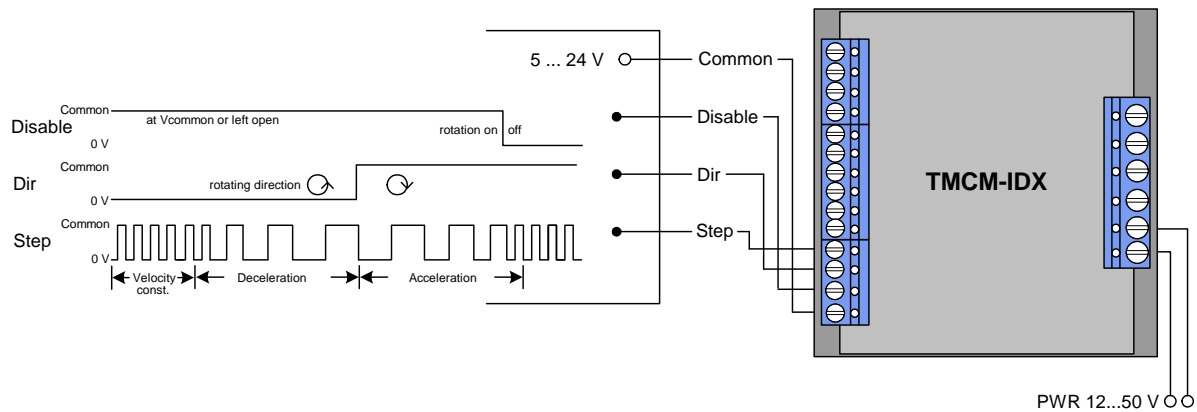 5 ... 24 V
Common
Disable
Common
at Vcommon or left open
rotation on
off
0 V
Disable
Dir
Common
rotating direction
0 V
Dir
TMCM-IDX
Step
Common
0 V
Step
Velocity
const.
Deceleration
Acceleration
PWR 12...50 V